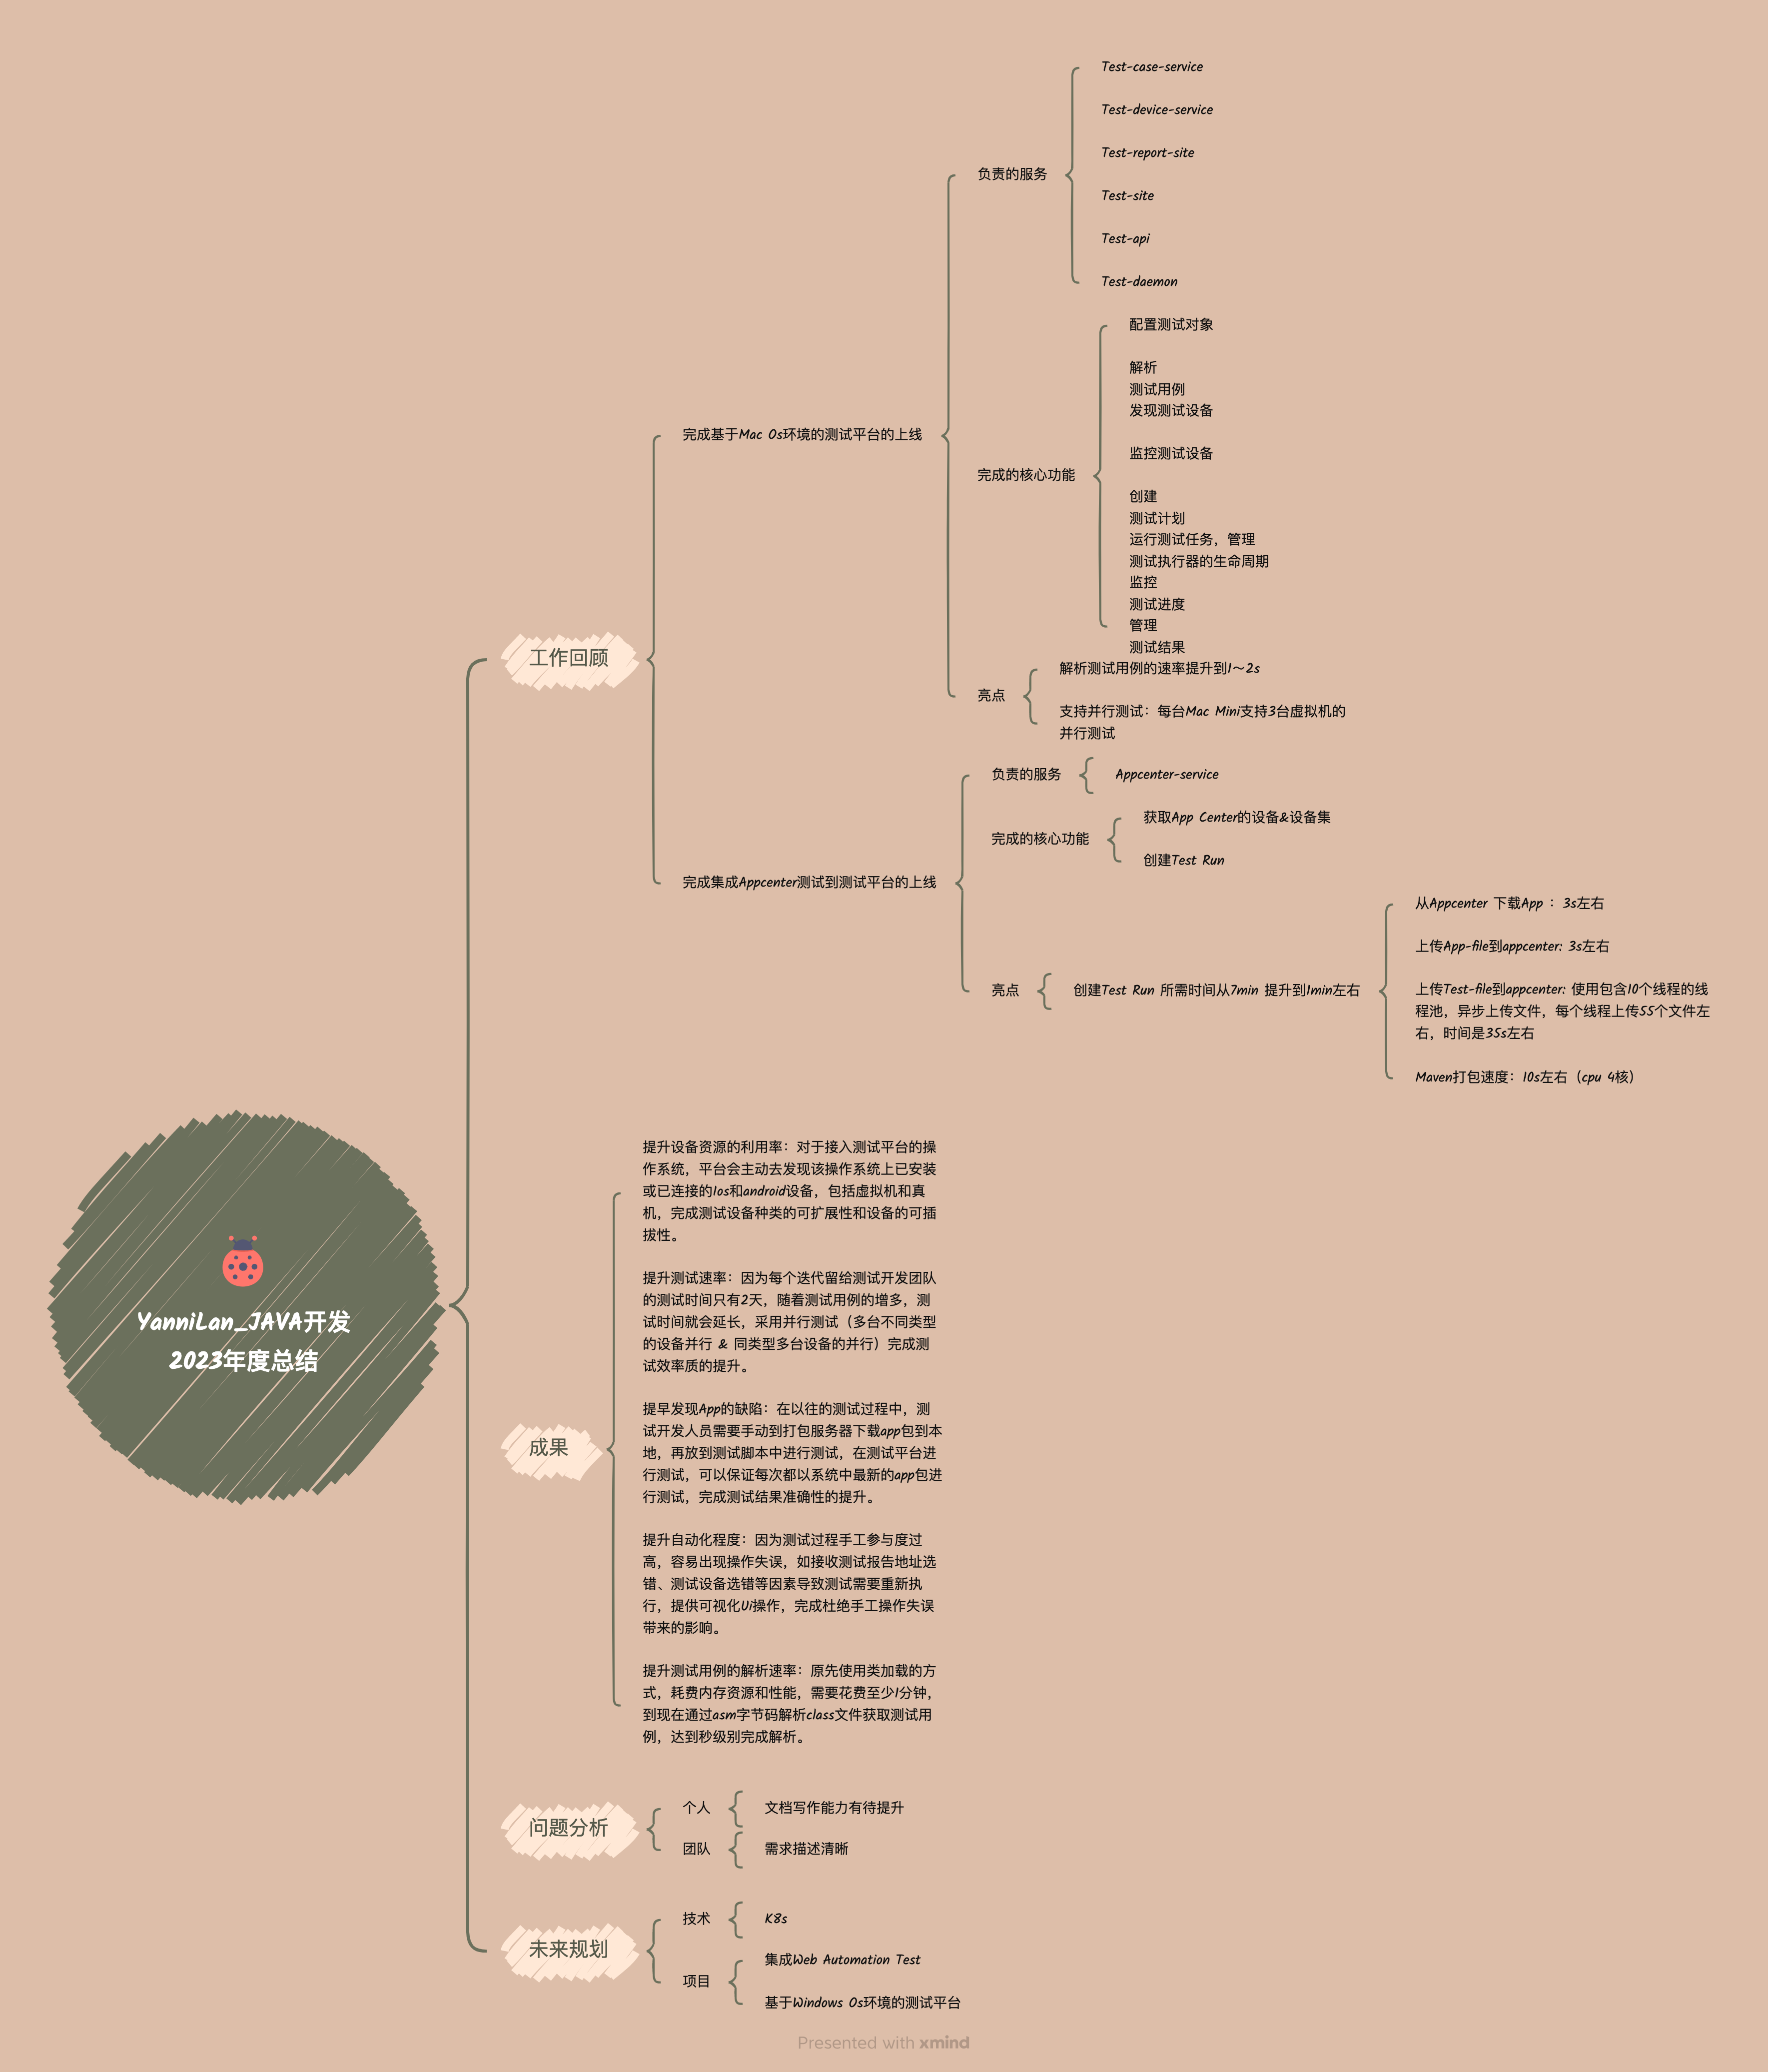 Test-case-service
Test-device-service
Test-report-site
负责的服务
Test-site
Test-api
Test-daemon
配置测试对象
解析
测试用例
发现测试设备
完成基于Mac Os环境的测试平台的上线
监控测试设备
完成的核心功能
创建
测试计划
运行测试任务，管理
测试执行器的生命周期
监控
测试进度
管理
测试结果
工作回顾
解析测试用例的速率提升到1～2s
亮点
支持并行测试：每台Mac Mini支持3台虚拟机的
并行测试
负责的服务
Appcenter-service
获取App Center的设备&设备集
完成的核心功能
创建Test Run
完成集成Appcenter测试到测试平台的上线
从Appcenter 下载App ：3s左右
上传App-file到appcenter: 3s左右
亮点
创建Test Run 所需时间从7min 提升到1min左右
上传Test-file到appcenter: 使用包含10个线程的线
程池，异步上传文件，每个线程上传55个文件左
右，时间是35s左右
Maven打包速度：10s左右（cpu 4核）
YanniLan_JAVA开发
2023年度总结
提升设备资源的利用率：对于接入测试平台的操
作系统，平台会主动去发现该操作系统上已安装
或已连接的Ios和android设备，包括虚拟机和真
机，完成测试设备种类的可扩展性和设备的可插
拔性。
提升测试速率：因为每个迭代留给测试开发团队
的测试时间只有2天，随着测试用例的增多，测
试时间就会延长，采用并行测试（多台不同类型
的设备并行 & 同类型多台设备的并行）完成测
试效率质的提升。
提早发现App的缺陷：在以往的测试过程中，测
试开发人员需要手动到打包服务器下载app包到本
地，再放到测试脚本中进行测试，在测试平台进
行测试，可以保证每次都以系统中最新的app包进
行测试，完成测试结果准确性的提升。
成果
提升自动化程度：因为测试过程手工参与度过
高，容易出现操作失误，如接收测试报告地址选
错、测试设备选错等因素导致测试需要重新执
行，提供可视化Ui操作，完成杜绝手工操作失误
带来的影响。
提升测试用例的解析速率：原先使用类加载的方
式，耗费内存资源和性能，需要花费至少1分钟，
到现在通过asm字节码解析class文件获取测试用
例，达到秒级别完成解析。
问题分析
个人
文档写作能力有待提升
团队
需求描述清晰
未来规划
技术
K8s
项目
集成Web Automation Test
基于Windows Os环境的测试平台
Presented with xmind